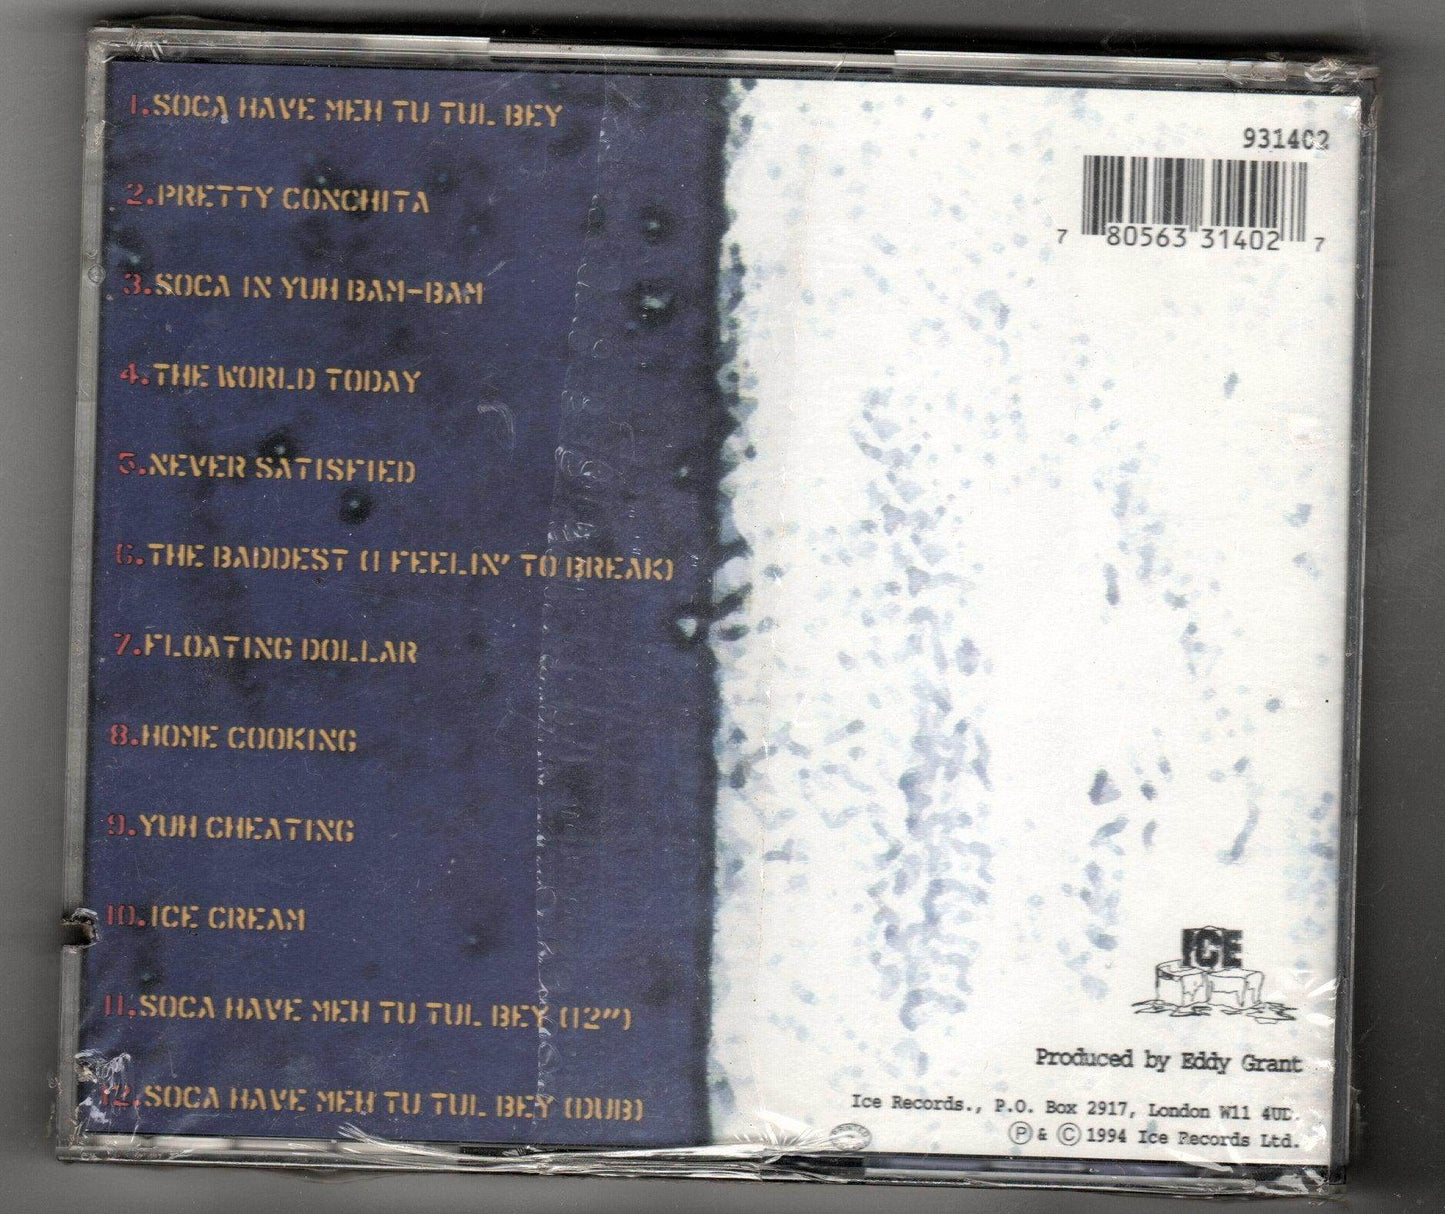 1.SOCA HAVE MEH TU TUL BEY
2.PRETTY CONCHITA
3.SOCA IN YUH BAM-BAM
4.THE WORLD TODAY
5.NEVER SATISFIED
6.THE BADDEST (I FEELIN' TO BREAK)
7.FLOATING DOLLAR
8.HOME COOKING
9.YUH CHEATING
10.ICE CREAM
11.SOCA HAVE MEH TU TUL BEY (12")
12.SOCA HAVE MEH TU TUL BEY (DUB)
931402
7 80563 31402 7
ICE
Produced by Eddy Grant
Ice Records., P.O. Box 2917, London W11 4UD.
Ⓟ & © 1994 Ice Records Ltd.